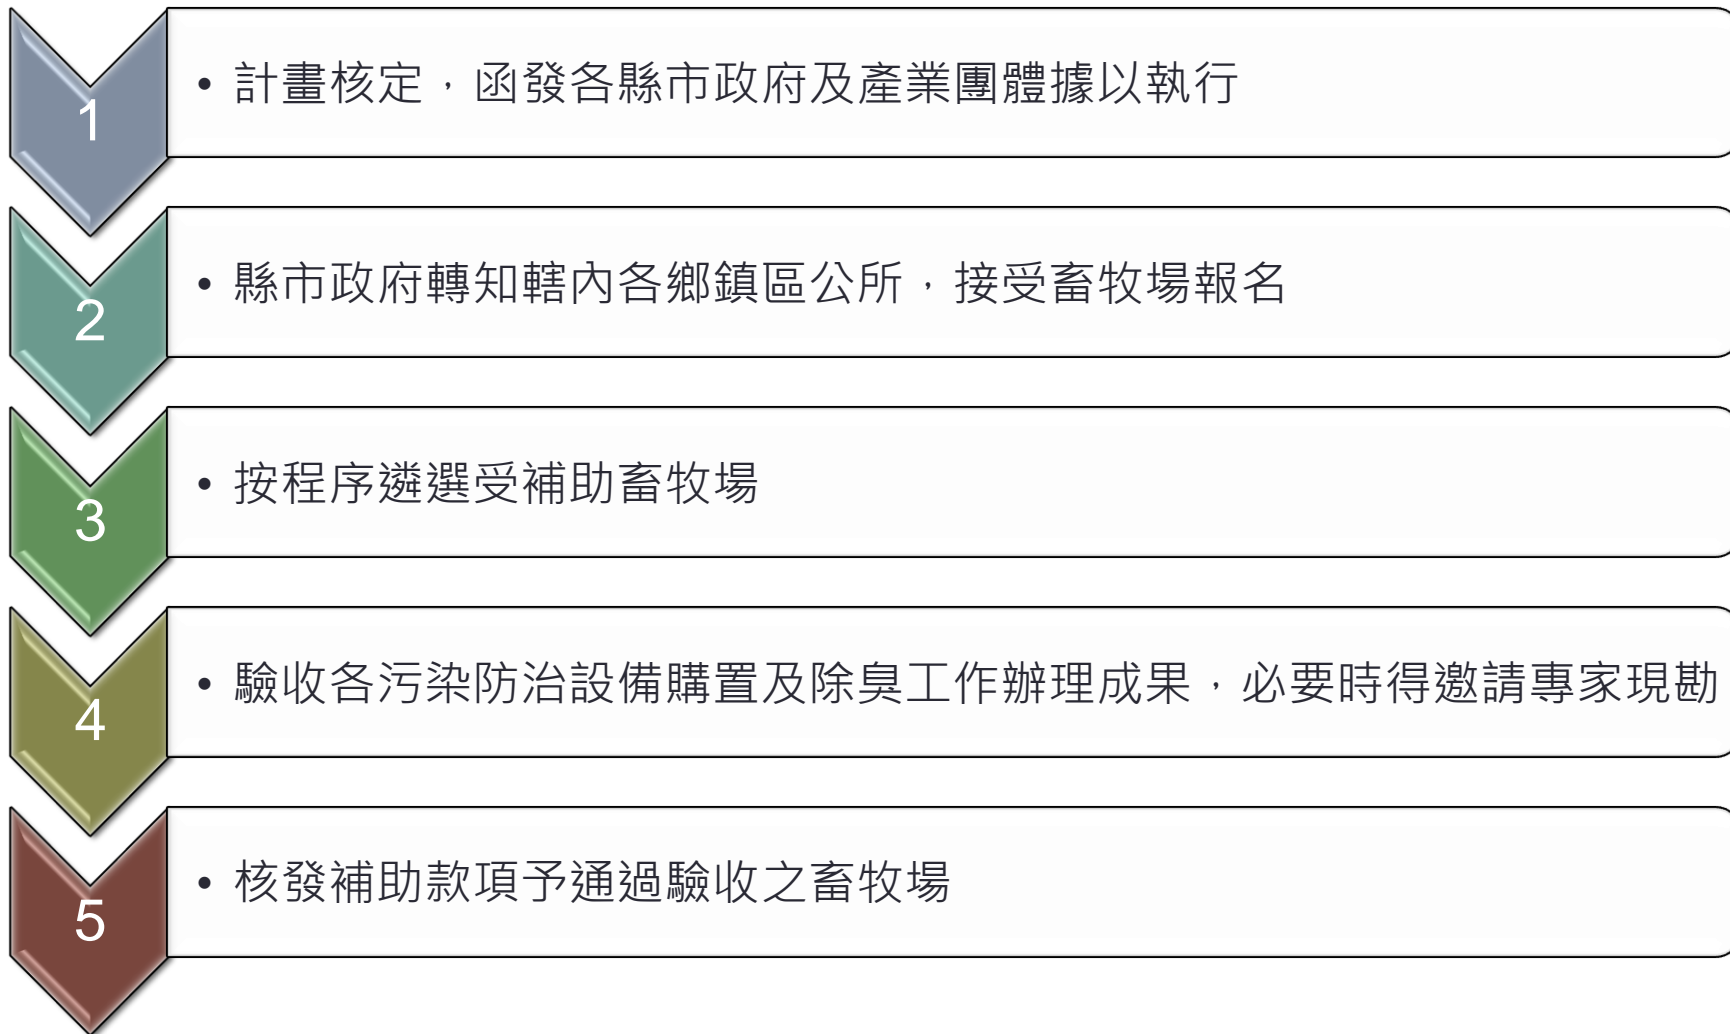 1
• 計畫核定，函發各縣市政府及產業團體據以執行
2
• 縣市政府轉知轄內各鄉鎮區公所，接受畜牧場報名
3
• 按程序遴選受補助畜牧場
4
• 驗收各污染防治設備購置及除臭工作辦理成果，必要時得邀請專家現勘
5
• 核發補助款項予通過驗收之畜牧場